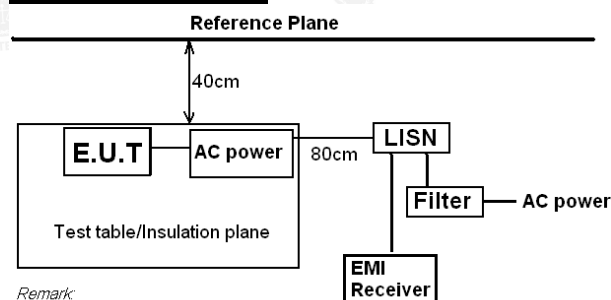 Reference Plane
40cm
E.U.T
AC power
80cm
LISN
Filter
AC power
Test table/Insulation plane
EMI
Receiver
Remark: